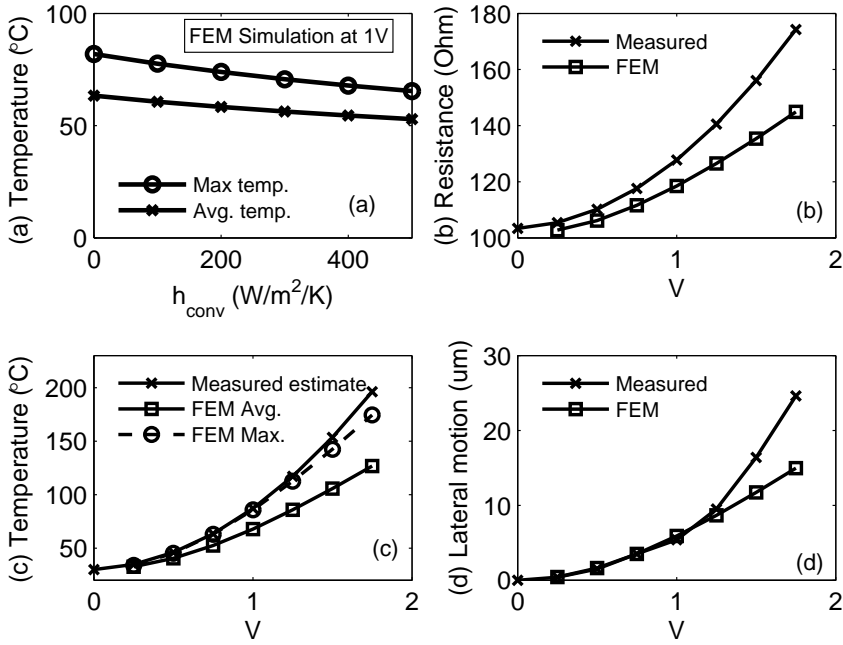 (a) Temperature (°C)
100
50
0
FEM Simulation at 1V
Max temp.
Avg. temp.
(a)
0
200
400
h_conv (W/m²/K)
(b) Resistance (Ohm)
180
160
140
120
100
Measured
FEM
(b)
0
1
2
V
(c) Temperature (°C)
200
150
100
50
Measured estimate
FEM Avg.
FEM Max.
(c)
0
1
2
V
(d) Lateral motion (um)
30
20
10
0
Measured
FEM
(d)
0
1
2
V